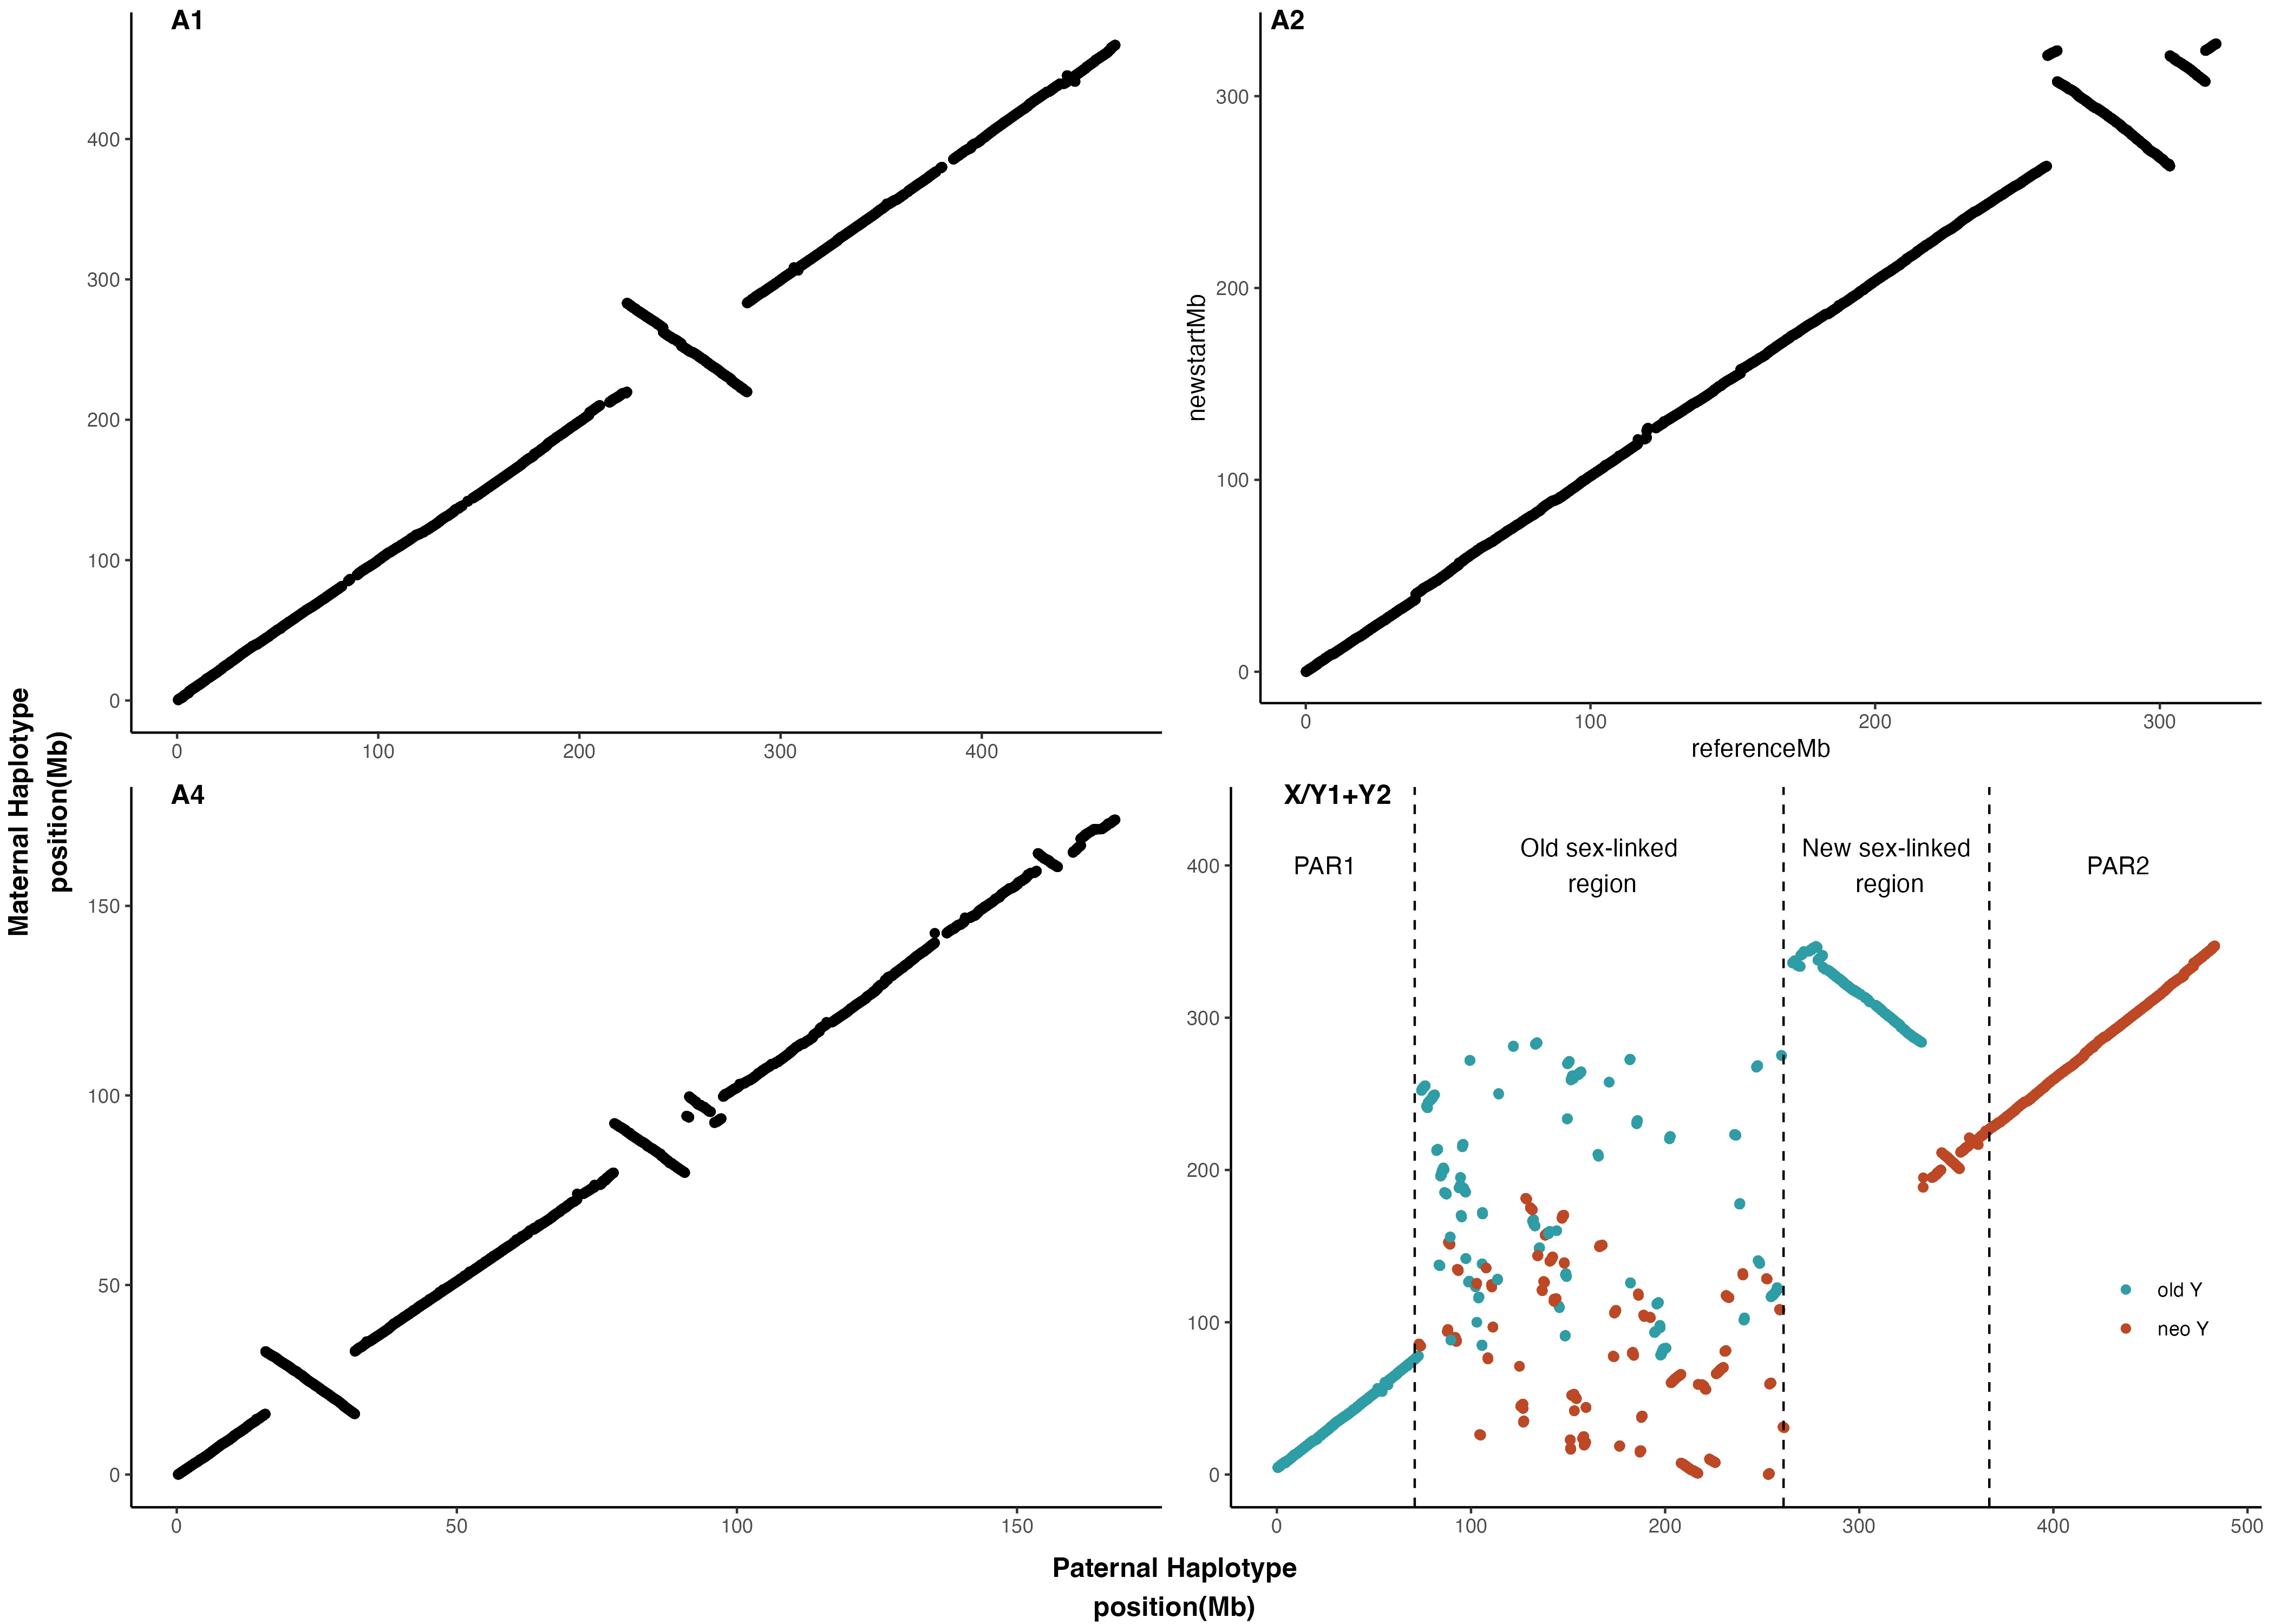 A1
400
300
200
100
0
0 100 200 300 400
A2
newstartMb
300
200
100
0
0 100 200 300
referenceMb
Maternal Haplotype
position(Mb)
A4
150
100
50
0
0 50 100 150
X/Y1+Y2
PAR1
Old sex-linked
region
New sex-linked
region
PAR2
400
300
200
100
0
old Y
neo Y
0 100 200 300 400 500
Paternal Haplotype
position(Mb)